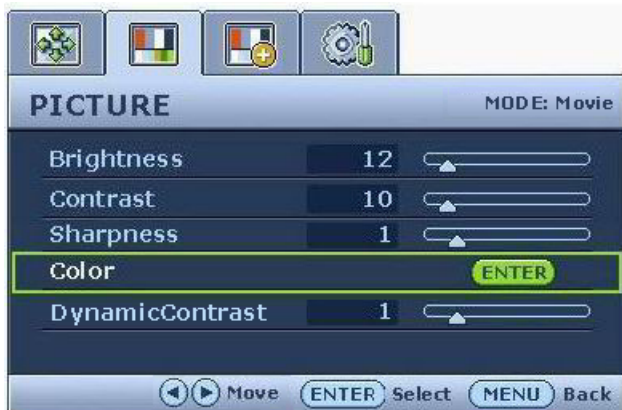 PICTURE MODE: Movie
Brightness 12
Contrast 10
Sharpness 1
Color ENTER
DynamicContrast 1
Move ENTER Select MENU Back